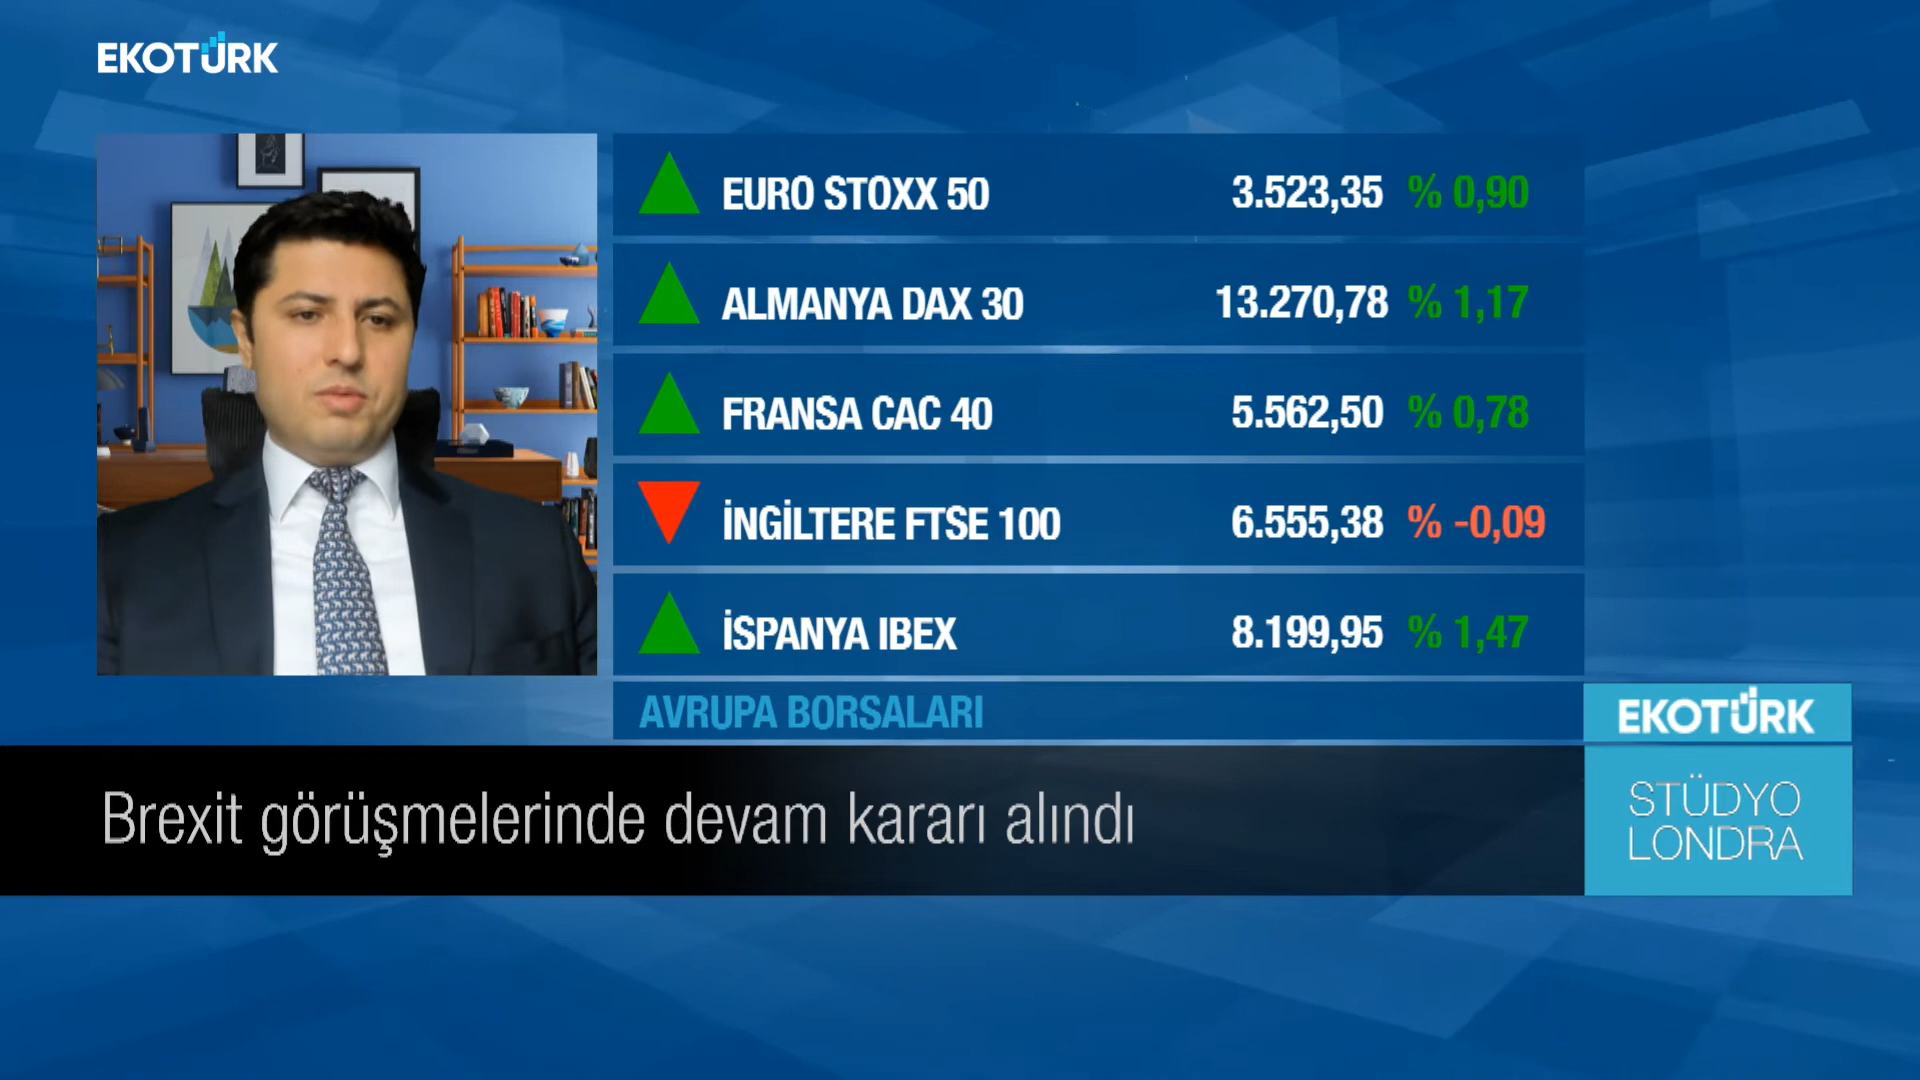 EKOTÜRK
EURO STOXX 50 3.523,35 % 0,90
ALMANYA DAX 30 13.270,78 % 1,17
FRANSA CAC 40 5.562,50 % 0,78
İNGİLTERE FTSE 100 6.555,38 % -0,09
İSPANYA IBEX 8.199,95 % 1,47
AVRUPA BORSALARI
EKOTÜRK
Brexit görüşmelerinde devam kararı alındı
STÜDYO
LONDRA